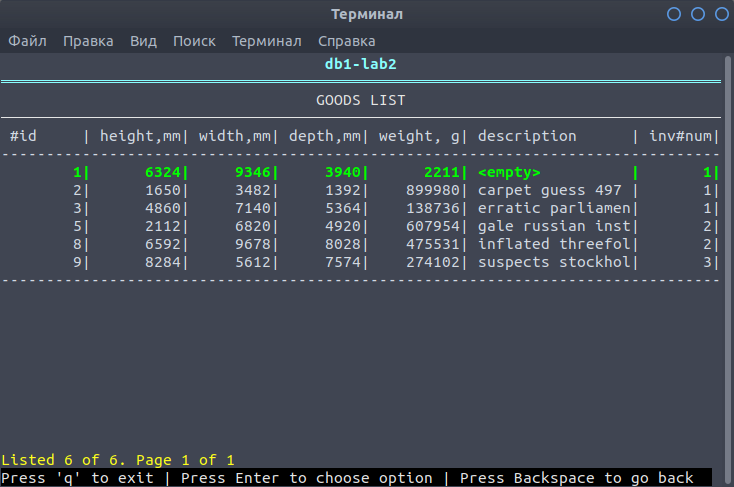 Терминал
Файл Правка Вид Поиск Терминал Справка
db1-lab2
GOODS LIST
#id | height,mm| width,mm| depth,mm| weight, g| description | inv#num|
1| 6324| 9346| 3940| 2211| <empty> | 1|
2| 1650| 3482| 1392| 899980| carpet guess 497 | 1|
3| 4860| 7140| 5364| 138736| erratic parliamen| 1|
5| 2112| 6820| 4920| 607954| gale russian inst| 2|
8| 6592| 9678| 8028| 475531| inflated threefol| 2|
9| 8284| 5612| 7574| 274102| suspects stockhol| 3|
Listed 6 of 6. Page 1 of 1
Press 'q' to exit | Press Enter to choose option | Press Backspace to go back